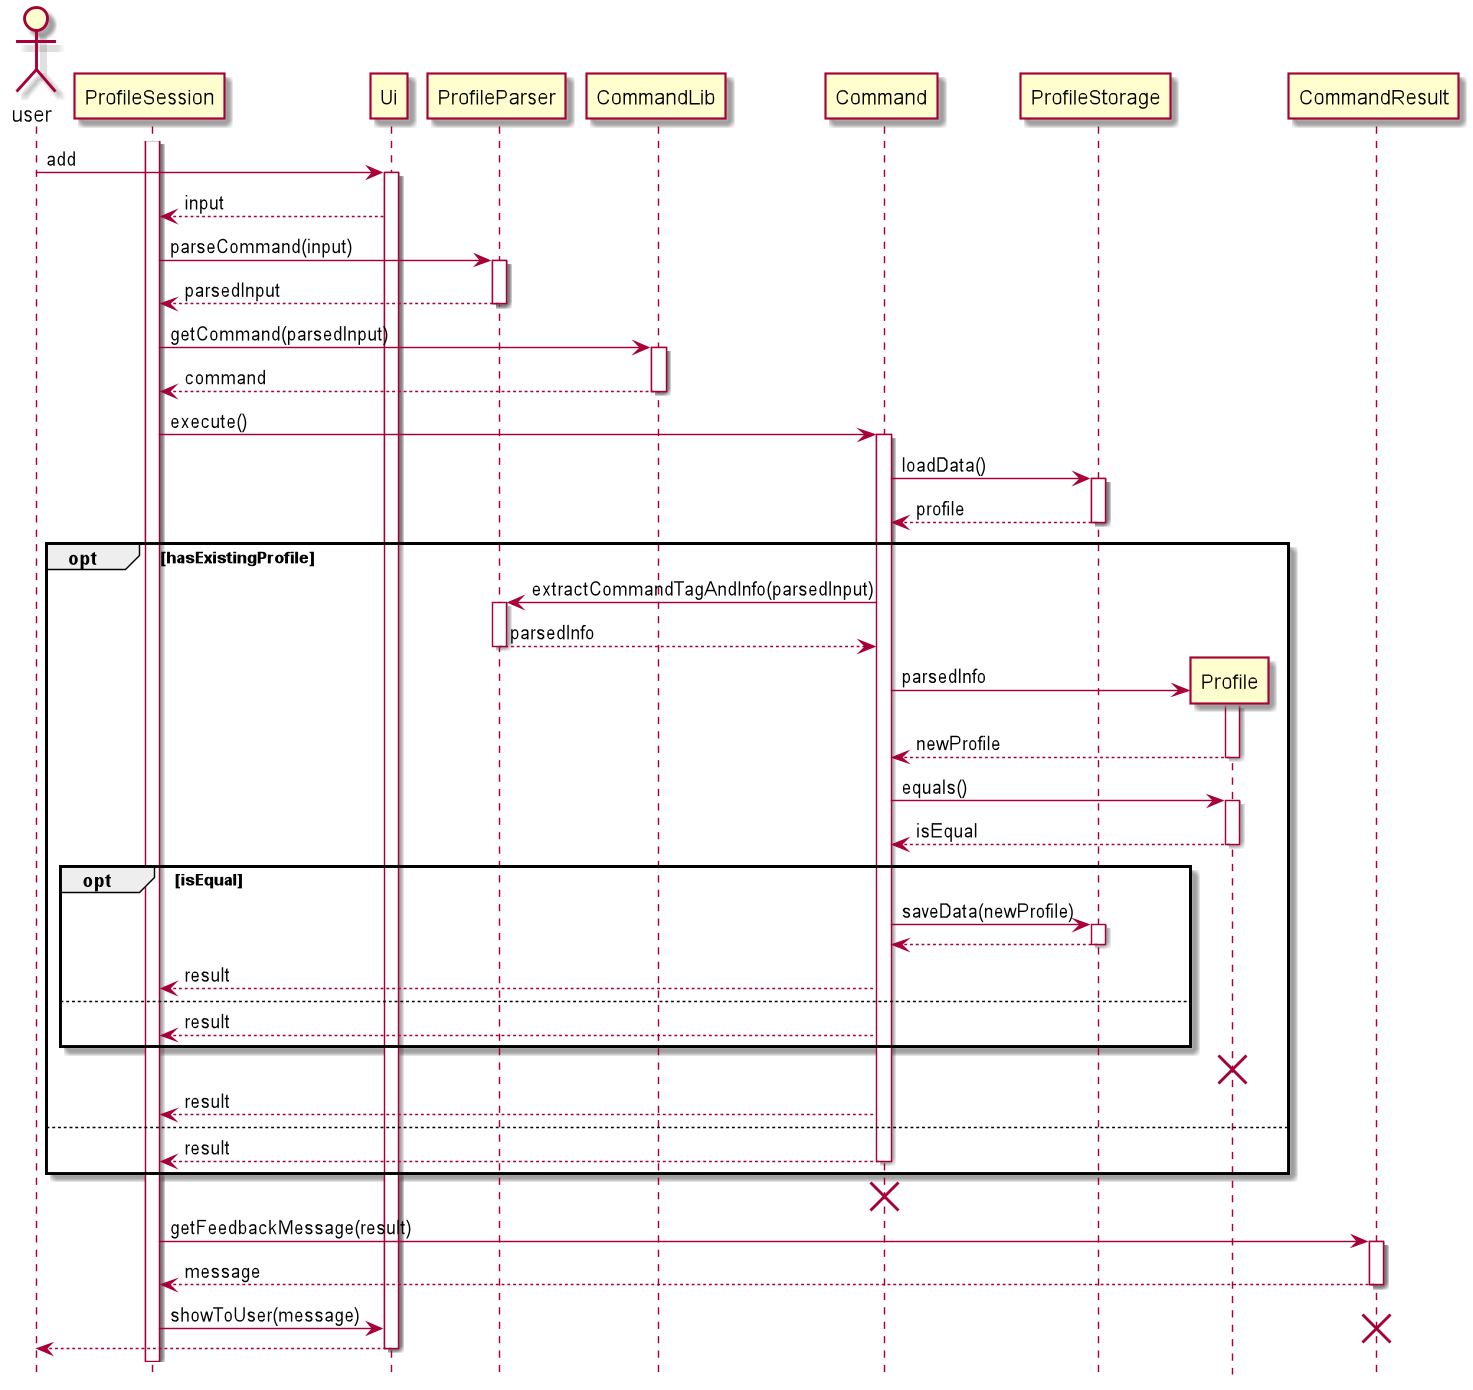 user
ProfileSession
Ui
ProfileParser
CommandLib
Command
ProfileStorage
CommandResult
add
input
parseCommand(input)
parsedInput
getCommand(parsedInput)
command
execute()
loadData()
profile
opt [hasExistingProfile]
extractCommandTagAndInfo(parsedInput)
parsedInfo
parsedInfo
Profile
newProfile
equals()
isEqual
opt [isEqual]
saveData(newProfile)
result
result
result
result
getFeedbackMessage(result)
message
showToUser(message)